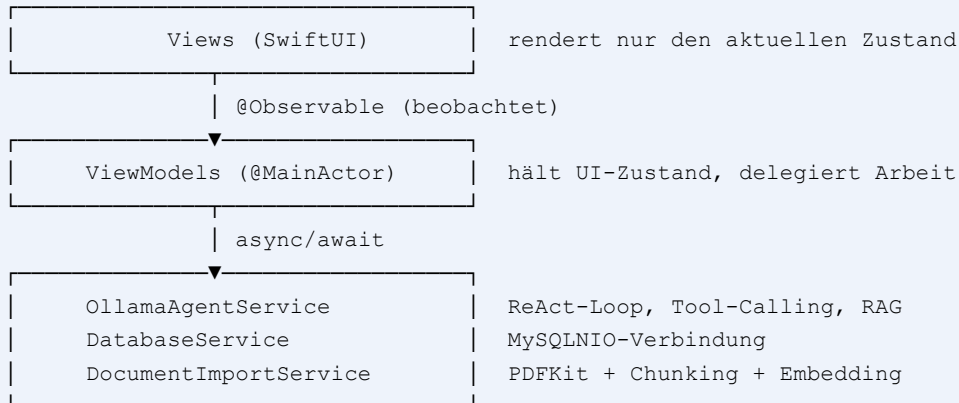 Views (SwiftUI) rendert nur den aktuellen Zustand
@Observable (beobachtet)
ViewModels (@MainActor) hält UI-Zustand, delegiert Arbeit
async/await
OllamaAgentService ReAct-Loop, Tool-Calling, RAG
DatabaseService MySQLNIO-Verbindung
DocumentImportService PDFKit + Chunking + Embedding